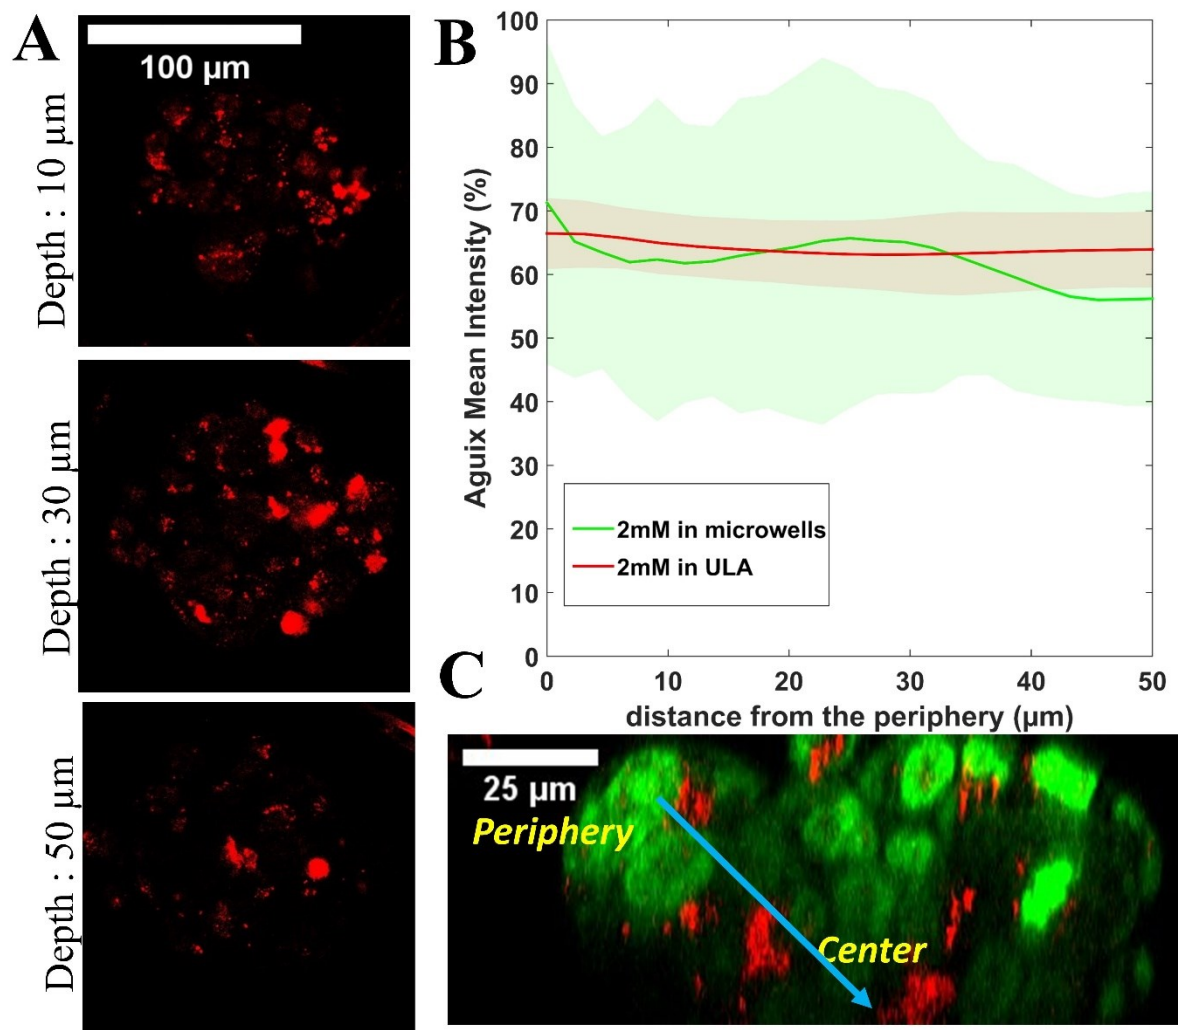 A
100 µm
Depth : 10 µm
Depth : 30 µm
Depth : 50 µm
B
100
90
80
70
60
50
40
30
20
10
0
Aguix Mean Intensity (%)
2mM in microwells
2mM in ULA
0 10 20 30 40 50
distance from the periphery (µm)
C
25 µm
Periphery
Center